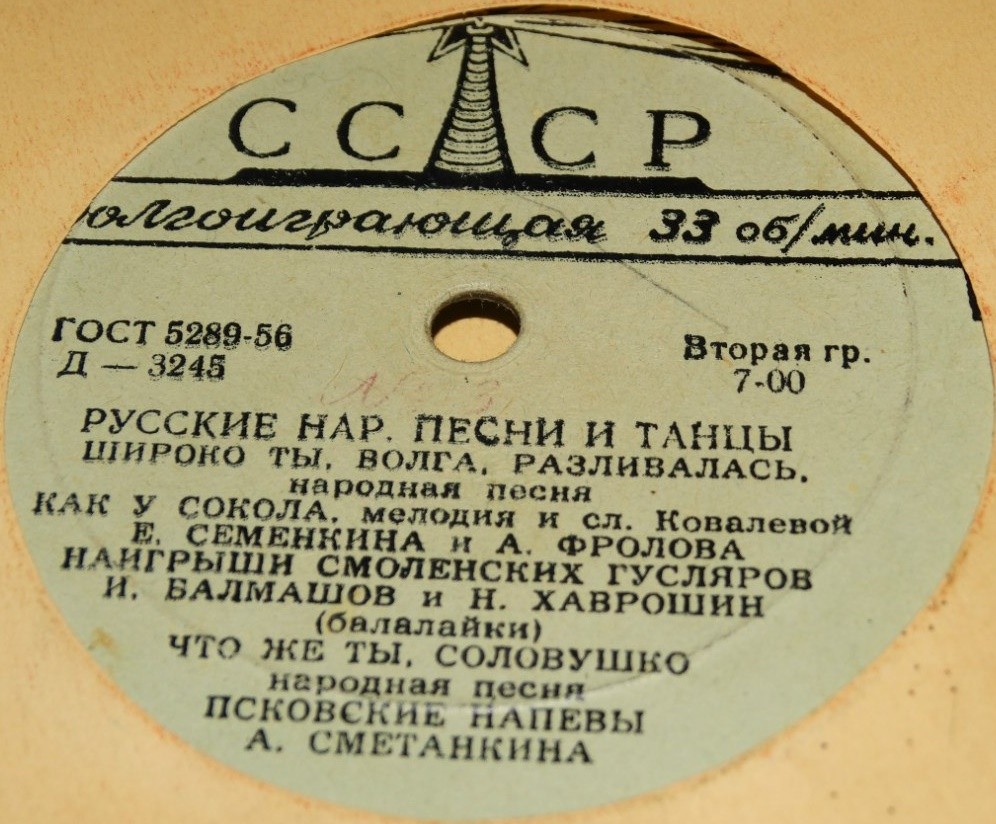 СССР
Долгоиграющая 33 об/мин.
ГОСТ 5289-56
Д — 3245
Вторая гр.
7-00
РУССКИЕ НАР. ПЕСНИ И ТАНЦЫ
ШИРОКО ТЫ, ВОЛГА, РАЗЛИВАЛАСЬ,
народная песня
КАК У СОКОЛА, мелодия и сл. Ковалевой
Е. СЕМЕНКИНА и А. ФРОЛОВА
НАИГРЫШИ СМОЛЕНСКИХ ГУСЛЯРОВ
И. БАЛМАШОВ и Н. ХАВРОШИН
(балалайки)
ЧТО ЖЕ ТЫ, СОЛОВУШКО
народная песня
ПСКОВСКИЕ НАПЕВЫ
А. СМЕТАНКИНА